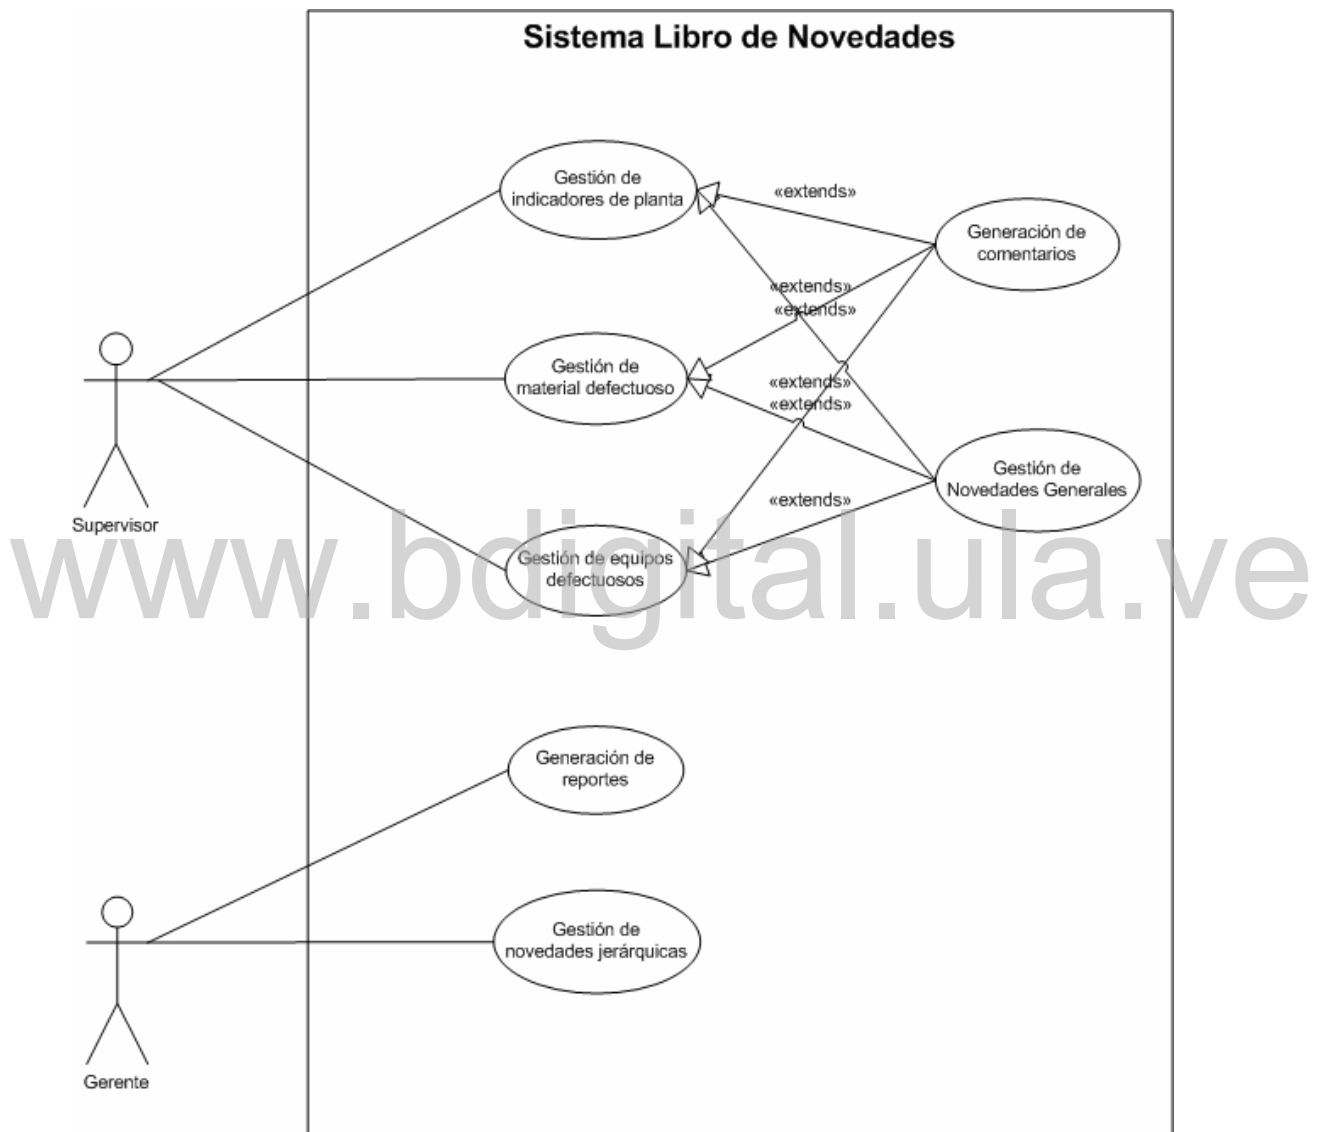 Sistema Libro de Novedades
Gestión de
indicadores de planta
«extends»
Generación de
comentarios
«extends»
«extends»
Gestión de
material defectuoso
«extends»
«extends»
Gestión de
Novedades Generales
«extends»
Supervisor
Gestión de equipos
defectuosos
www.bdigital.ula.ve
Generación de
reportes
Gestión de
novedades jerárquicas
Gerente